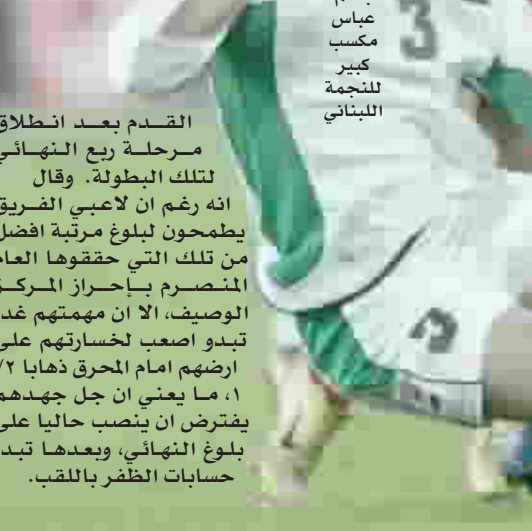 عباس
مكسب
كبير
للنجمة
اللبناني
القدم بعد انطلاق
مرحلة ربع النهائي
لتلك البطولة. وقال
انه رغم ان لاعبي الفريق
يطمحون لبلوغ مرتبة افضل
من تلك التي حققوها العام
المنصرم بإحراز المركز
الوصيف، الا ان مهمتهم غدا
تبدو اصعب لخسارتهم على
ارضهم امام المحرق ذهابا ٢/
١، ما يعني ان جل جهدهم
يفترض ان ينصب حاليا على
بلوغ النهائي، وبعدها تبدأ
حسابات الظفر باللقب.
3
3